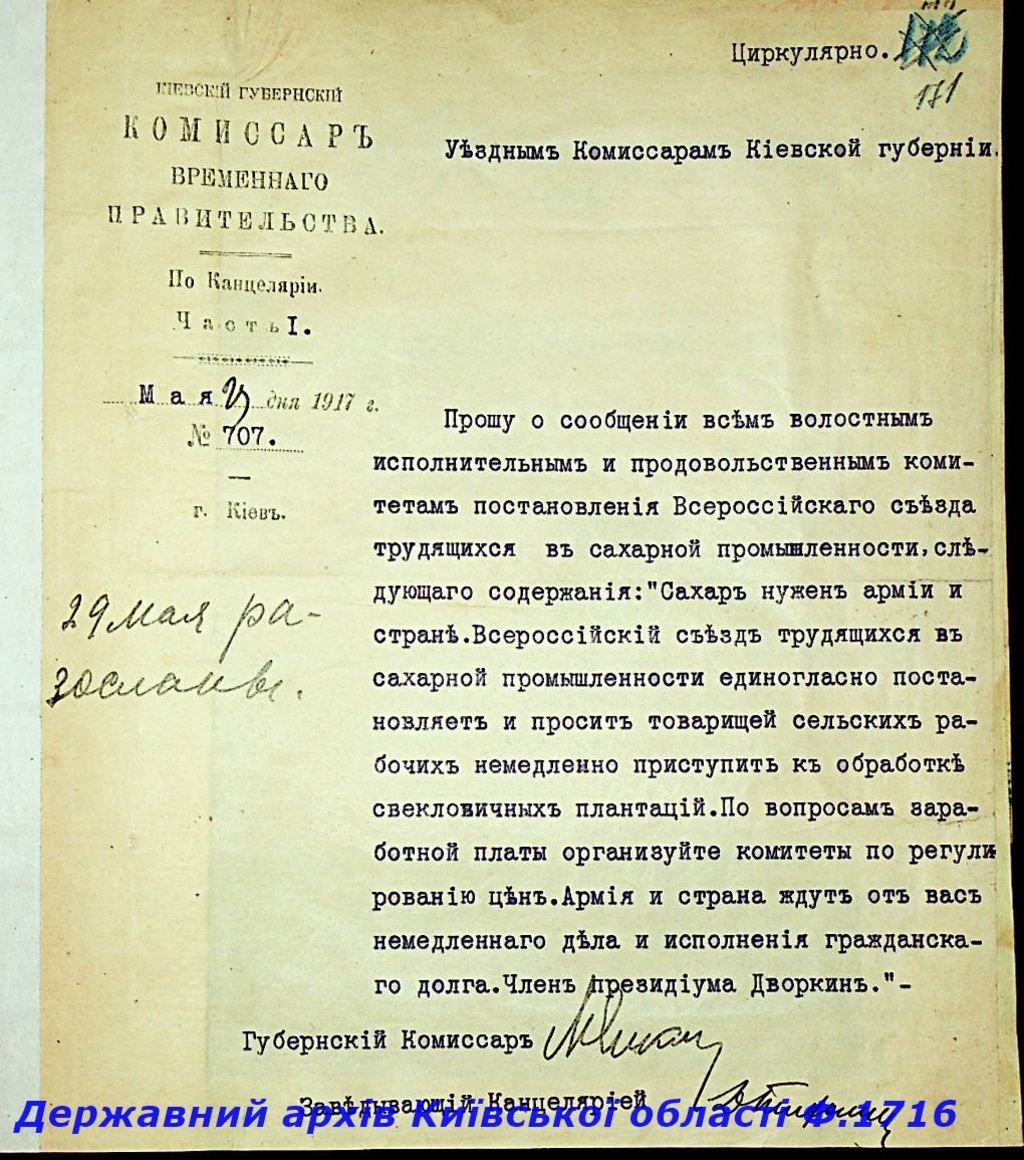 Циркулярно.
171
КІЕВСКІЙ ГУБЕРНСКІЙ
КОМИССАРЪ
ВРЕМЕННАГО
ПРАВИТЕЛЬСТВА.
По Канцеляріи.
Часть I.
Мая дня 1917 г.
№ 707.
г. Кіевъ.
Уѣзднымъ Комиссарамъ Кіевской губерніи.
29 мая ра-
зосланы.
Прошу о сообщеніи всѣмъ волостнымъ
исполнительнымъ и продовольственнымъ коми-
тетамъ постановленія Всероссійскаго съѣзда
трудящихся въ сахарной промышленности,слѣ-
дующаго содержанія:"Сахаръ нуженъ арміи и
странѣ.Всероссійскій съѣздъ трудящихся въ
сахарной промышленности единогласно поста-
новляетъ и проситъ товарищей сельскихъ ра-
бочихъ немедленно приступить къ обработкѣ
свекловичныхъ плантацій.По вопросамъ зара-
ботной платы организуйте комитеты по регули
рованію цѣнъ.Армія и страна ждутъ отъ васъ
немедленнаго дѣла и исполненія гражданска-
го долга.Членъ президіума Дворкинъ."-
Губернскій Комиссаръ
Завѣдывающій Канцеляріей
Державний архів Київської області Ф.1716